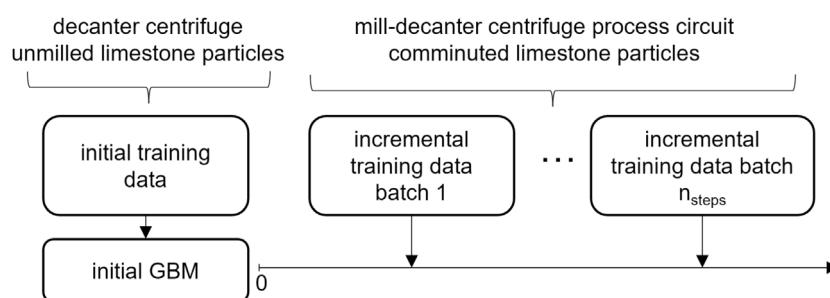 decanter centrifuge
unmilled limestone particles
mill-decanter centrifuge process circuit
comminuted limestone particles
initial training
data
incremental
training data
batch 1
...
incremental
training data batch
nsteps
initial GBM
0